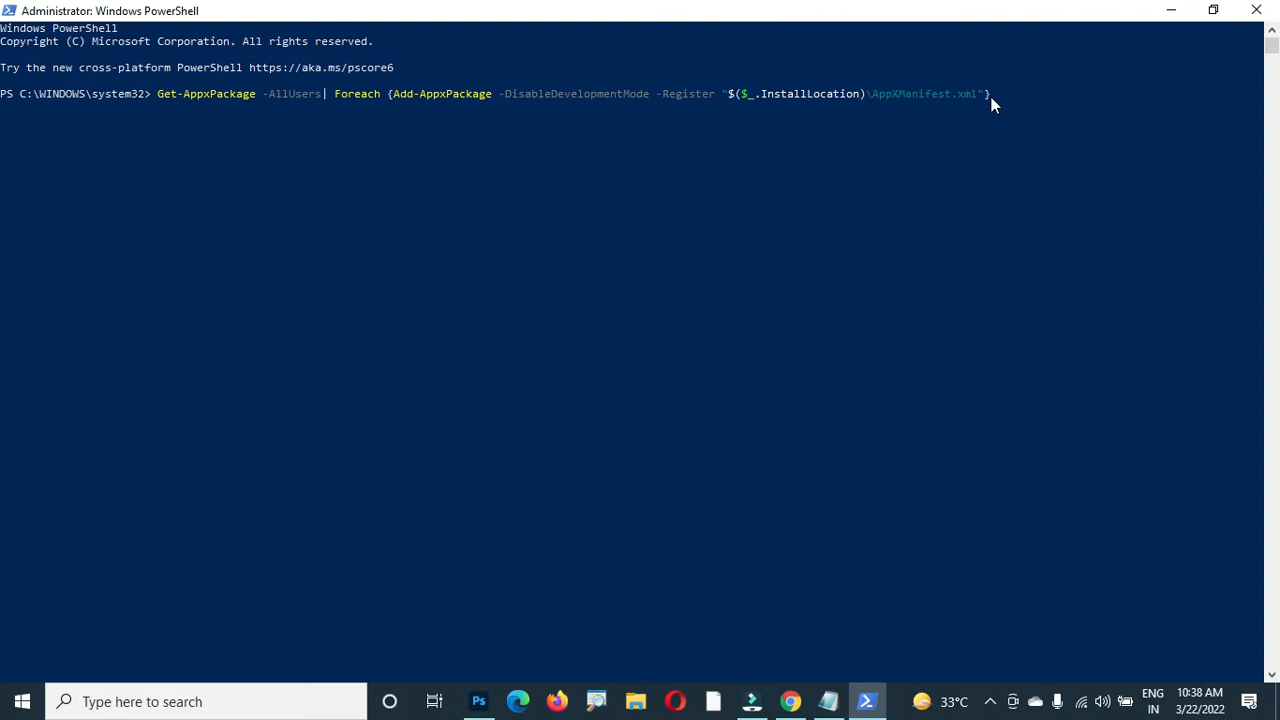 Administrator: Windows PowerShell
Windows PowerShell
Copyright (C) Microsoft Corporation. All rights reserved.
Try the new cross-platform PowerShell https://aka.ms/pscore6
PS C:\WINDOWS\system32> Get-AppxPackage -AllUsers| Foreach {Add-AppxPackage -DisableDevelopmentMode -Register "$($_.InstallLocation)\AppXManifest.xml"}
Type here to search
Ps
33°C
ENG
IN
10:38 AM
3/22/2022